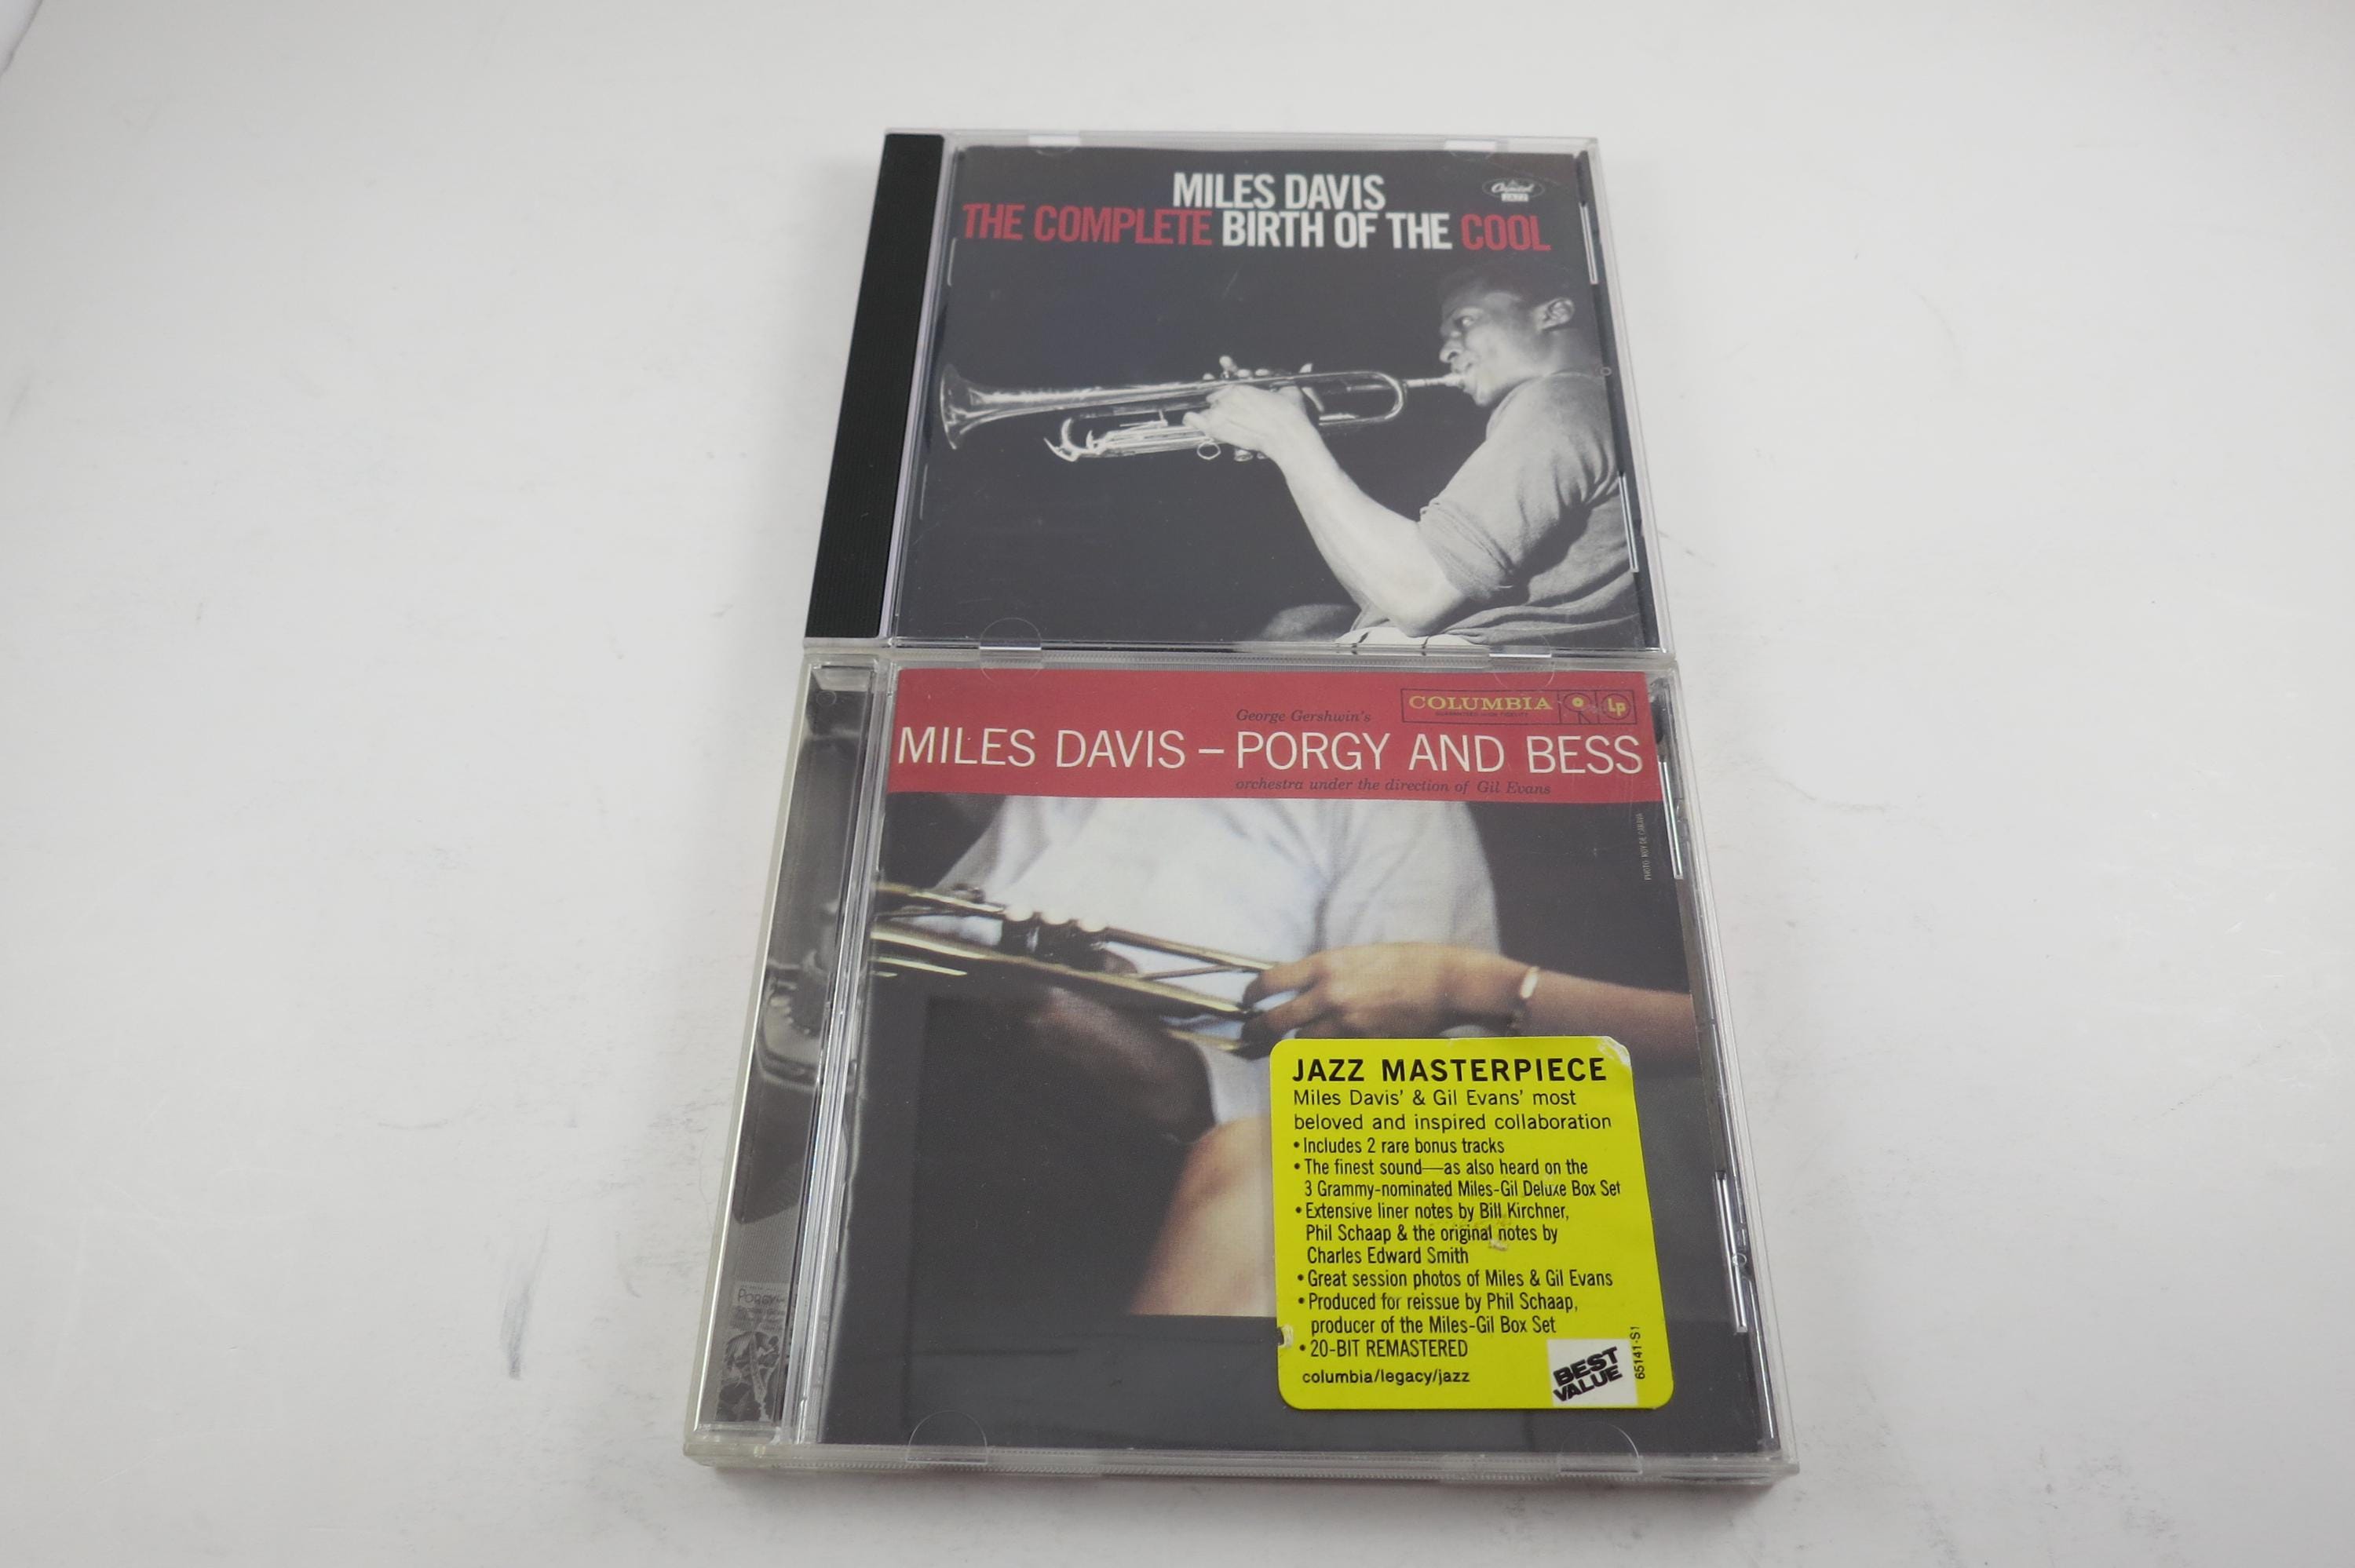 MILES DAVIS
Capitol
JAZZ
THE COMPLETE BIRTH OF THE COOL
COLUMBIA
Lp
George Gershwin's
MILES DAVIS – PORGY AND BESS
orchestra under the direction of Gil Evans
JAZZ MASTERPIECE
Miles Davis' & Gil Evans' most
beloved and inspired collaboration
• Includes 2 rare bonus tracks
• The finest sound—as also heard on the
3 Grammy-nominated Miles-Gil Deluxe Box Set
• Extensive liner notes by Bill Kirchner,
Phil Schaap & the original notes by
Charles Edward Smith
• Great session photos of Miles & Gil Evans
• Produced for reissue by Phil Schaap,
producer of the Miles-Gil Box Set
• 20-BIT REMASTERED
columbia/legacy/jazz
BEST
VALUE
65141-S1